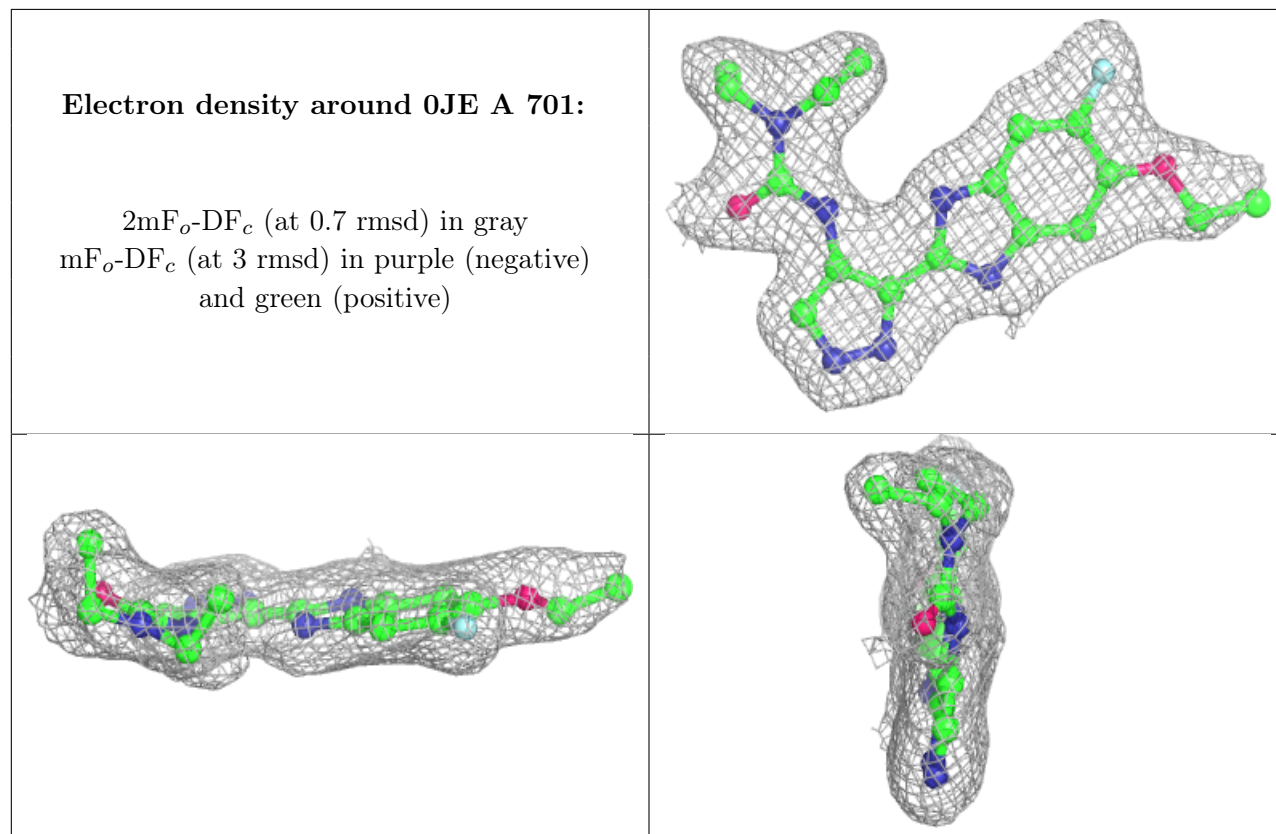 Electron density around 0JE A 701:
2mFo-DFc (at 0.7 rmsd) in gray
mFo-DFc (at 3 rmsd) in purple (negative)
and green (positive)